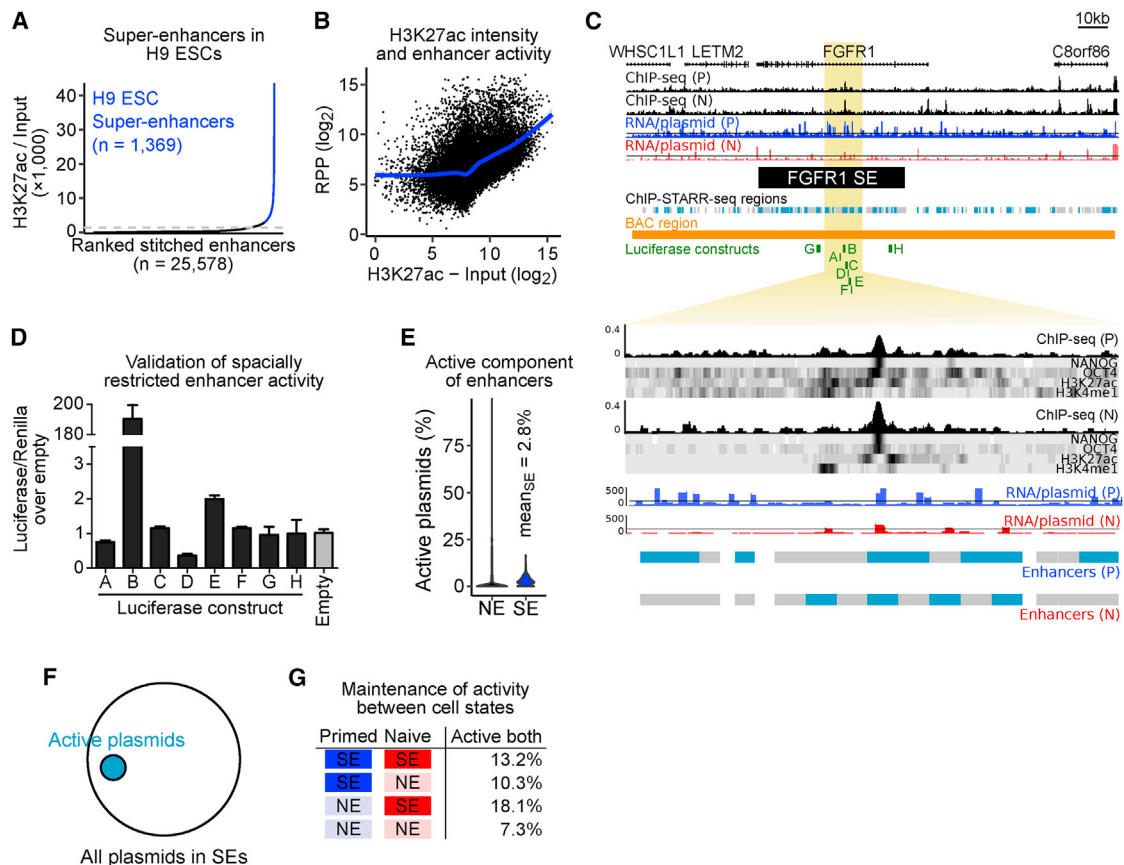 A
Super-enhancers in
H9 ESCs
H3K27ac / Input
(×1,000)
40
30
20
10
0
H9 ESC
Super-enhancers
(n = 1,369)
Ranked stitched enhancers
(n = 25,578)
B
H3K27ac intensity
and enhancer activity
RPP (log2)
15
10
5
0
0 5 10 15
H3K27ac – Input (log2)
C
10kb
WHSC1L1 LETM2 FGFR1 C8orf86
ChIP-seq (P)
ChIP-seq (N)
RNA/plasmid (P)
RNA/plasmid (N)
FGFR1 SE
ChIP-STARR-seq regions
BAC region
Luciferase constructs
G B H
A
C
D E
F
0.4
ChIP-seq (P)
0
NANOG
OCT4
H3K27ac
H3K4me1
0.4
ChIP-seq (N)
0
NANOG
OCT4
H3K27ac
H3K4me1
500
RNA/plasmid (P)
0
500
RNA/plasmid (N)
0
Enhancers (P)
Enhancers (N)
D
Validation of spacially
restricted enhancer activity
Luciferase/Renilla
over empty
200
180
3
2
1
0
A B C D E F G H Empty
Luciferase construct
E
Active component
of enhancers
Active plasmids (%)
75
50
25
0
meanSE = 2.8%
NE SE
F
Active plasmids
All plasmids in SEs
G
Maintenance of activity
between cell states
Primed Naive Active both
SE SE 13.2%
SE NE 10.3%
NE SE 18.1%
NE NE 7.3%